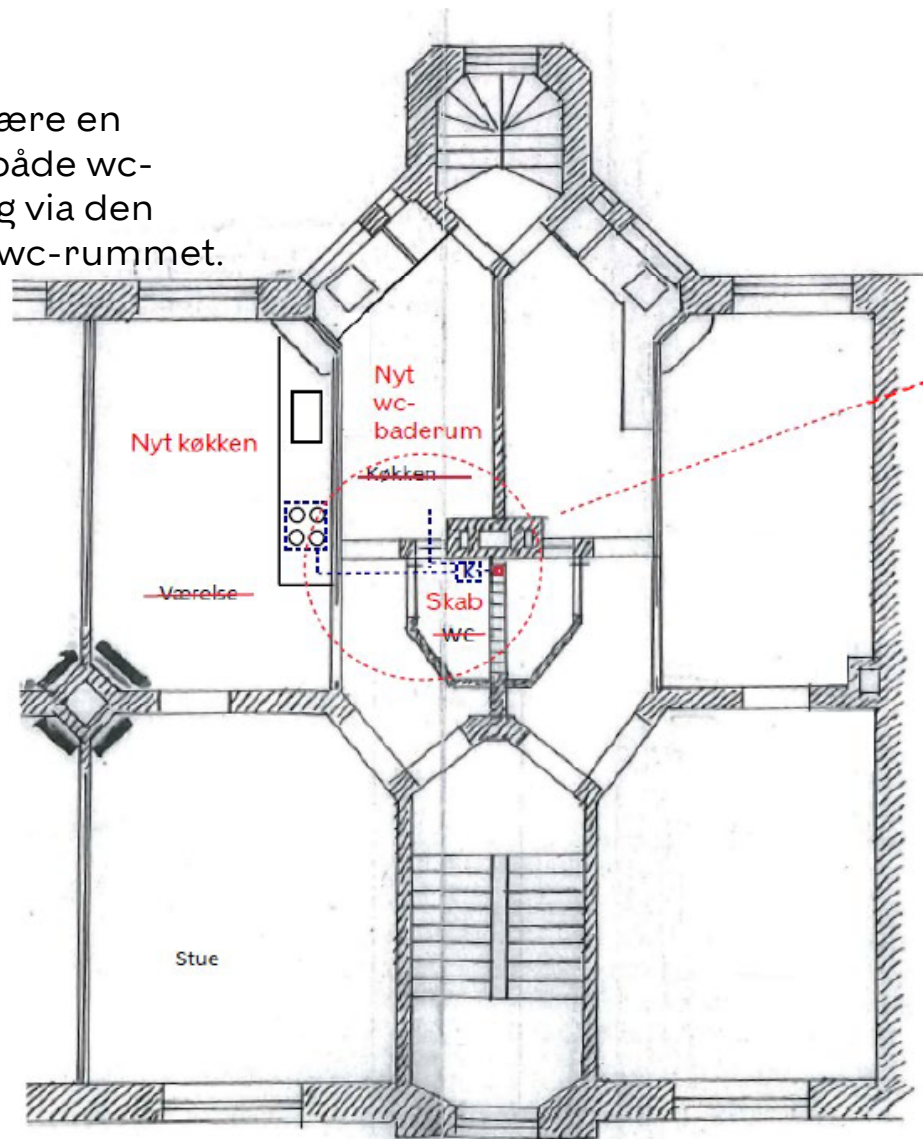 ære en
både wc-
g via den
wc-rummet.
Nyt
wc-
baderum
Nyt køkken
Køkken
Værelse
K
Skab
WC
Stue